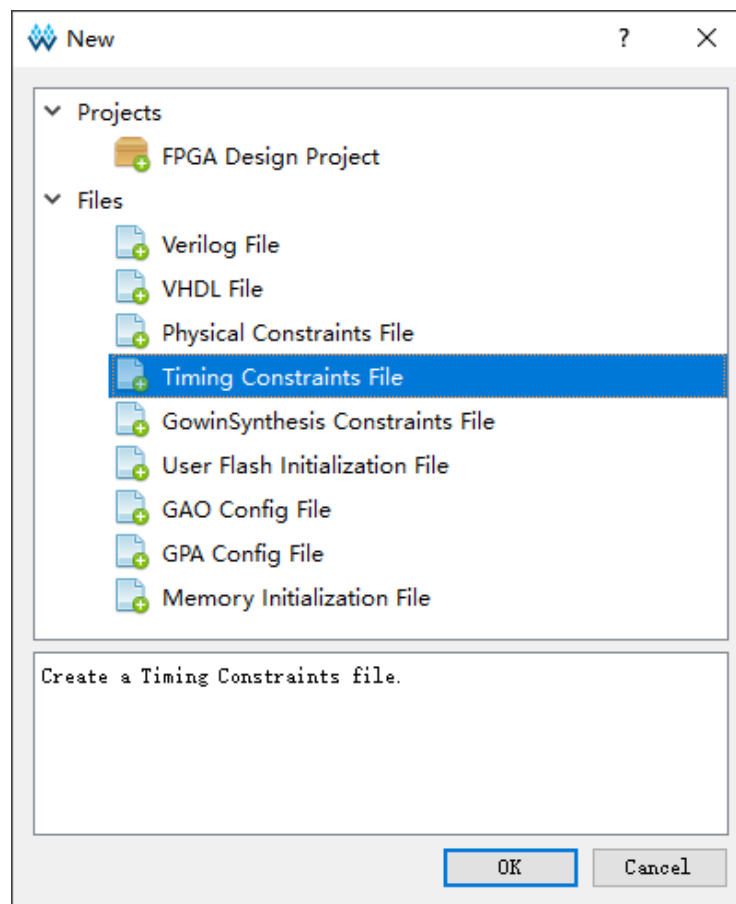 New
Projects
FPGA Design Project
Files
Verilog File
VHDL File
Physical Constraints File
Timing Constraints File
GowinSynthesis Constraints File
User Flash Initialization File
GAO Config File
GPA Config File
Memory Initialization File
Create a Timing Constraints file.
OK Cancel